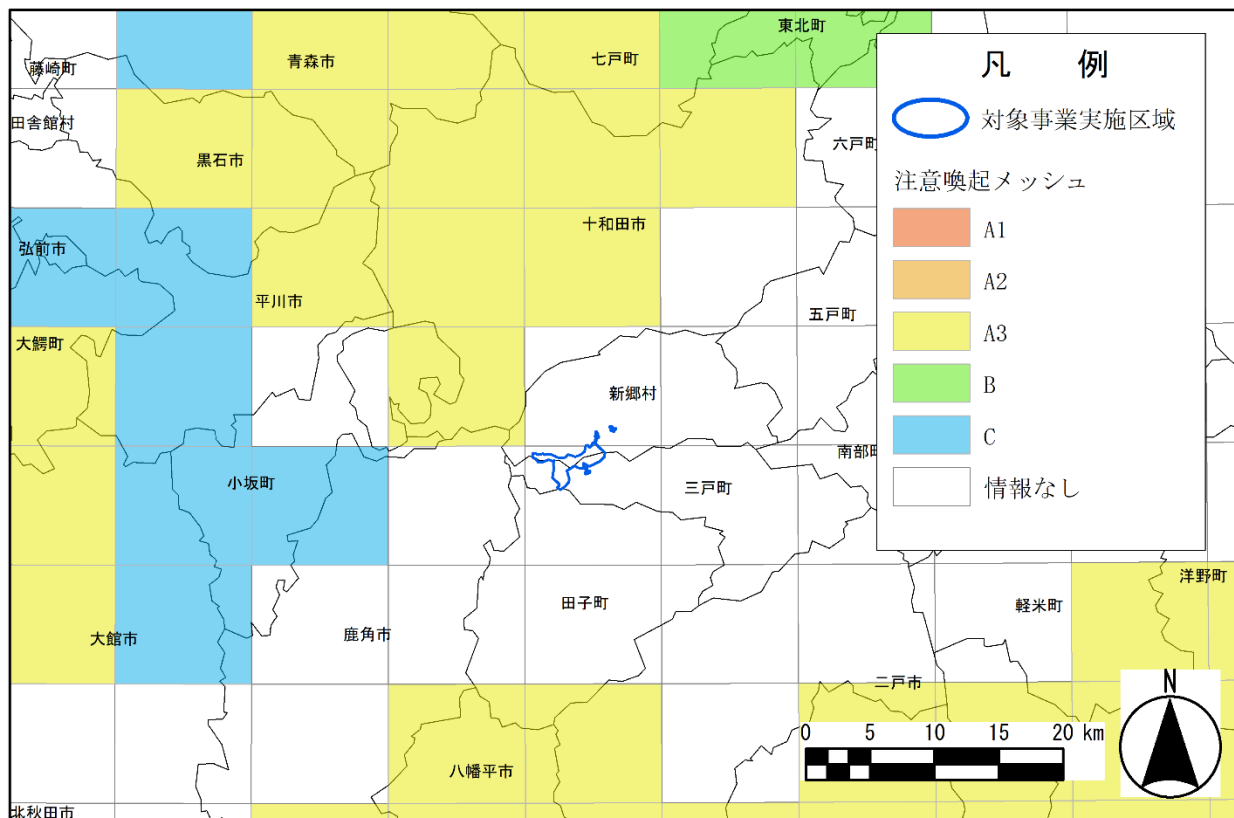 東北町
藤崎町
青森市
七戸町
田舎館村
黒石市
六戸町
弘前市
十和田市
平川市
五戸町
大鰐町
新郷村
南部町
小坂町
三戸町
田子町
洋野町
軽米町
大館市
鹿角市
二戸市
八幡平市
北秋田市
凡 例
対象事業実施区域
注意喚起メッシュ
A1
A2
A3
B
C
情報なし
N
0 5 10 15 20 km